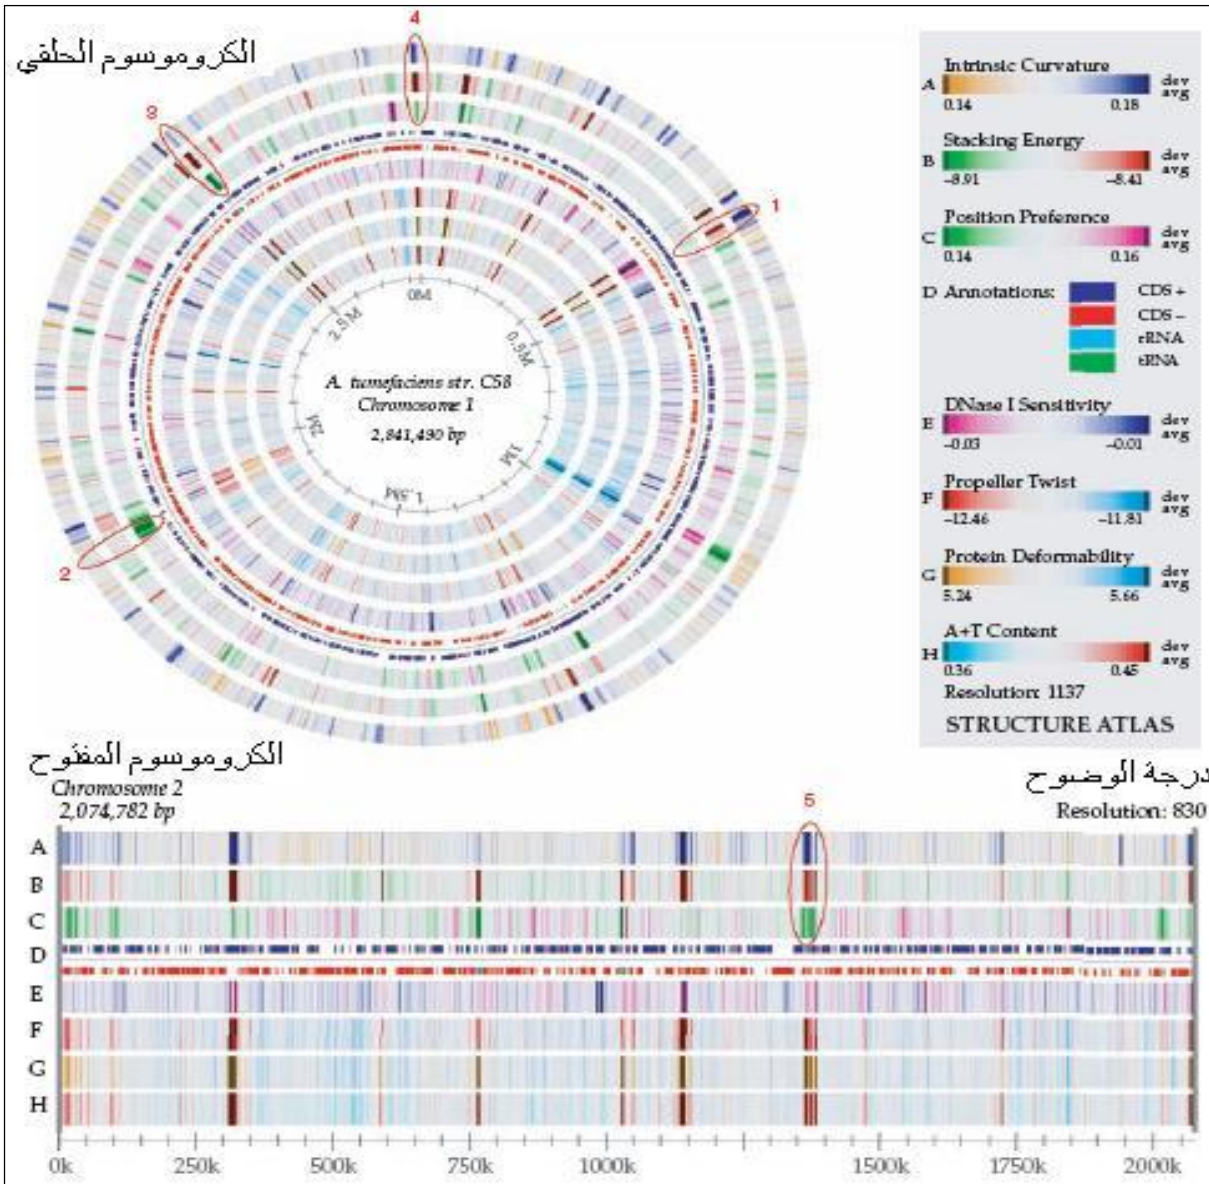 4
الكروموسوم الحلقي
3
1
2
0M
0.5M
1M
1.5M
2M
2.5M
A. tumefaciens str. C58
Chromosome 1
2,841,490 bp
Intrinsic Curvature
A
dev
avg
0.14 0.18
Stacking Energy
B
dev
avg
-8.91 -8.41
Position Preference
C
dev
avg
0.14 0.16
D Annotations:
CDS +
CDS -
rRNA
tRNA
DNase I Sensitivity
E
dev
avg
-0.03 -0.01
Propeller Twist
F
dev
avg
-12.46 -11.81
Protein Deformability
G
dev
avg
5.24 5.66
A+T Content
H
dev
avg
0.36 0.45
Resolution: 1137
STRUCTURE ATLAS
الكروموسوم المفتوح
درجة الوضوح
Chromosome 2
2,074,782 bp
5
Resolution: 830
A
B
C
D
E
F
G
H
0k 250k 500k 750k 1000k 1500k 1750k 2000k